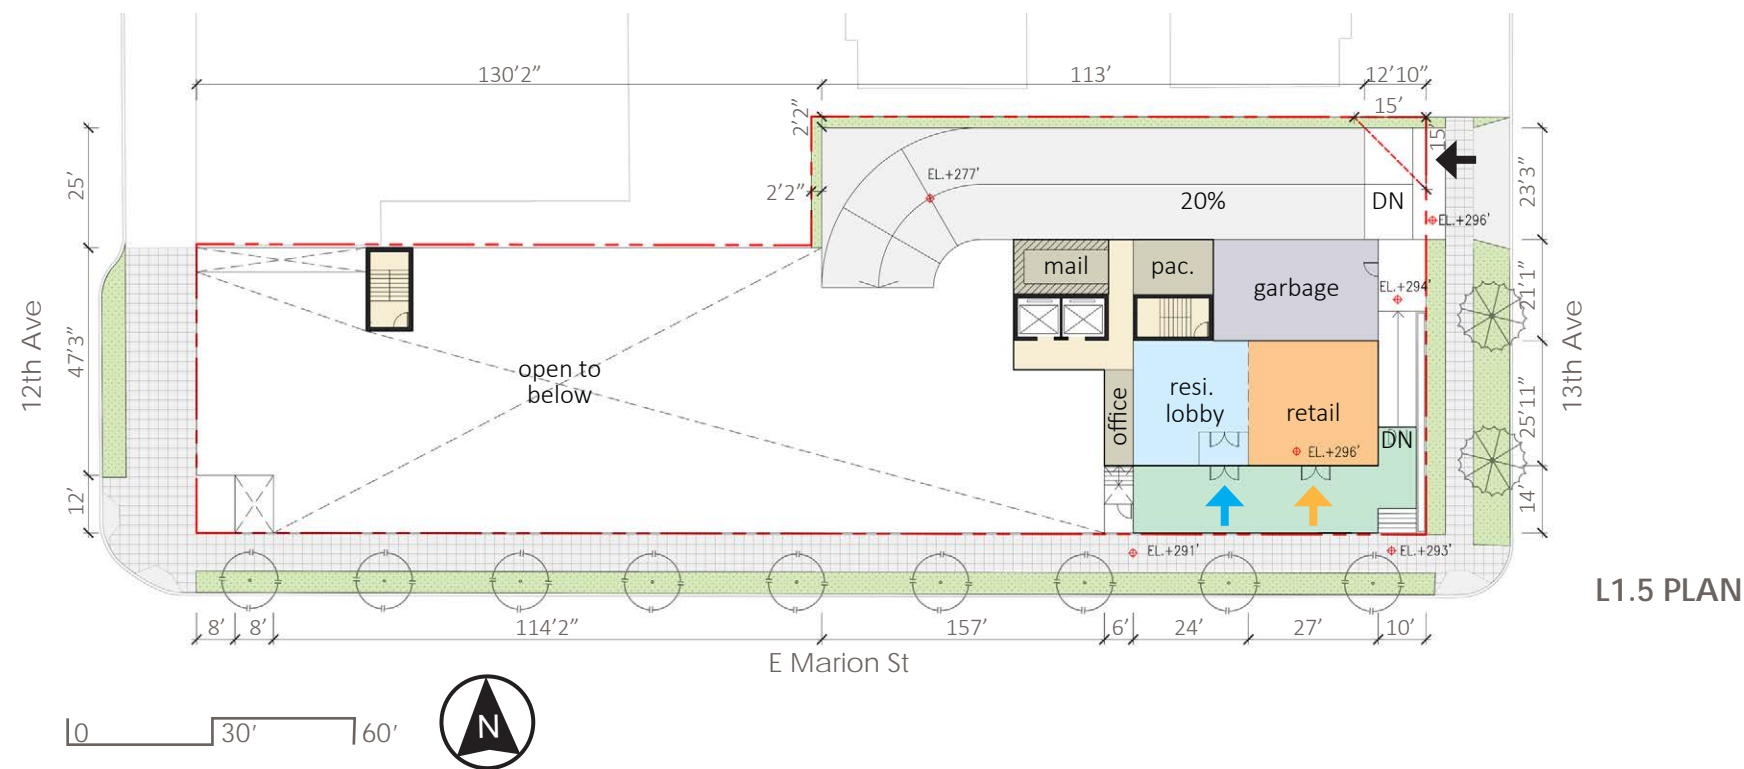 130'2"
113'
12'10"
15'
2'2"
15'
25'
EL.+277'
2'2"
20%
DN
23'3"
EL.+296'
mail
pac.
garbage
EL.+294'
21'1"
12th Ave
47'3"
open to
below
office
resi.
lobby
retail
EL.+296'
DN
25'11"
13th Ave
12'
14'
EL.+291'
EL.+293'
L1.5 PLAN
8'
8'
114'2"
157'
6'
24'
27'
10'
E Marion St
0
30'
60'
N